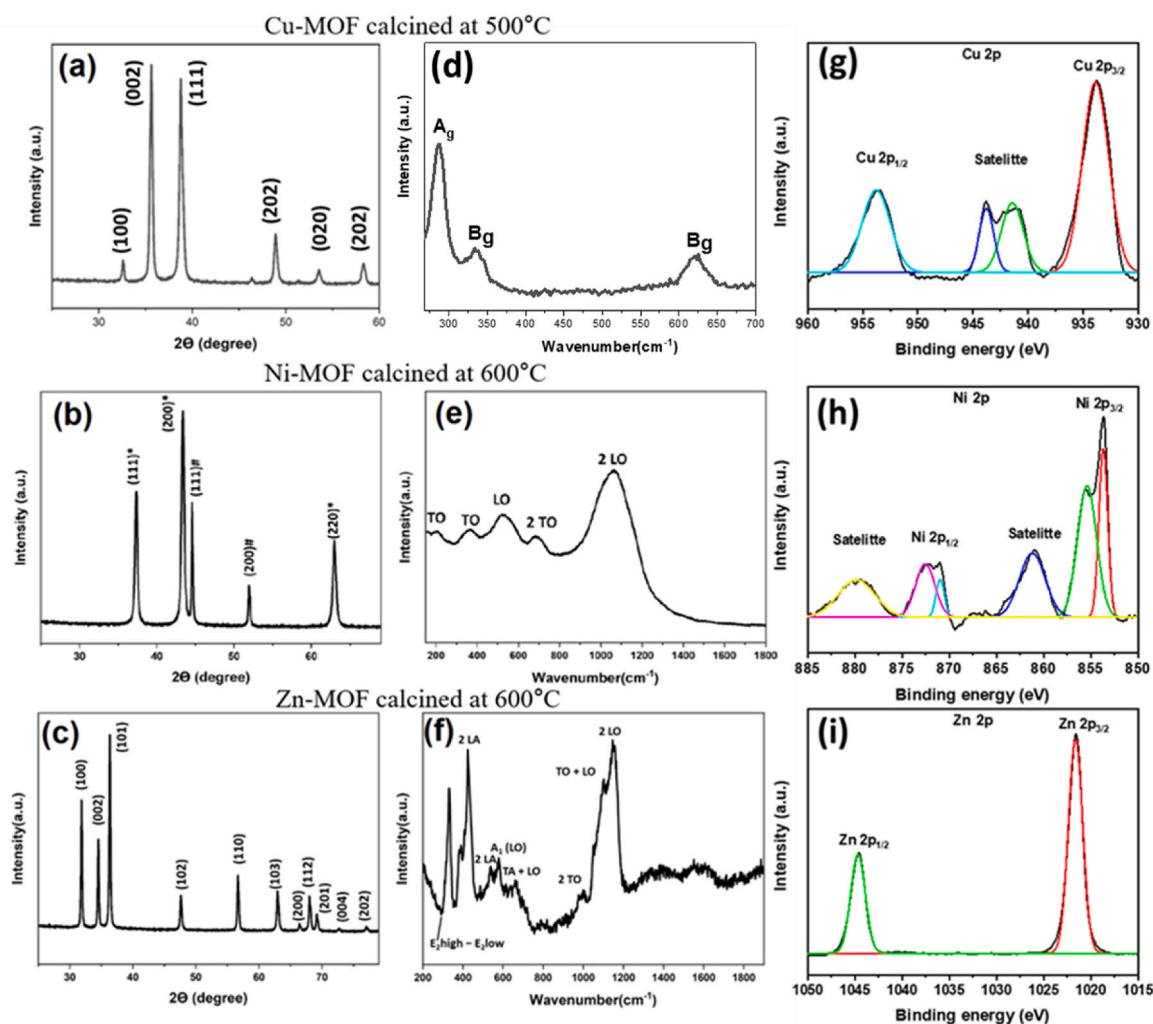 Cu-MOF calcined at 500°C
(a)
(100)
(002)
(111)
(202)
(020)
(202)
Intensity (a.u.)
30
40
50
60
2Θ (degree)
(d)
Ag
Bg
Bg
Intensity (a.u.)
300
350
400
450
500
550
600
650
700
Wavenumber(cm-1)
(g)
Cu 2p
Cu 2p3/2
Cu 2p1/2
Satelitte
Intensity (a.u.)
960
955
950
945
940
935
930
Binding energy (eV)
Ni-MOF calcined at 600°C
(b)
(111)*
(200)*
(111)#
(200)#
(220)*
Intensity (a.u.)
30
40
50
60
2Θ (degree)
(e)
TO
TO
LO
2 TO
2 LO
Intensity(a.u.)
200
400
600
800
1000
1200
1400
1600
1800
Wavenumber(cm-1)
(h)
Ni 2p
Ni 2p3/2
Satelitte
Ni 2p1/2
Satelitte
Intensity (a.u.)
885
880
875
870
865
860
855
850
Binding energy (eV)
Zn-MOF calcined at 600°C
(c)
(100)
(002)
(101)
(102)
(110)
(103)
(200)
(112)
(201)
(004)
(202)
Intensity(a.u.)
30
40
50
60
70
2Θ (degree)
(f)
2 LA
2 LA
A1 (LO)
TA + LO
2 TO
TO + LO
2 LO
E2high – E2low
Intensity(a.u.)
200
400
600
800
1000
1200
1400
1600
1800
Wavenumber(cm-1)
(i)
Zn 2p
Zn 2p3/2
Zn 2p1/2
Intensity (a.u.)
1050
1045
1040
1035
1030
1025
1020
1015
Binding energy (eV)